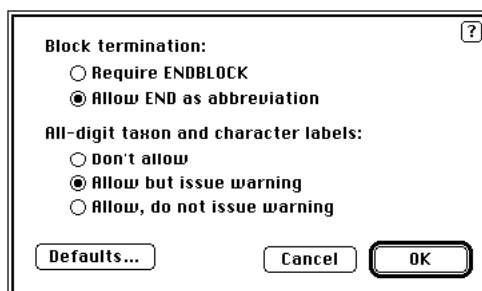 ?
Block termination:
Require ENDBLOCK
Allow END as abbreviation
All-digit taxon and character labels:
Don't allow
Allow but issue warning
Allow, do not issue warning
Defaults... Cancel OK